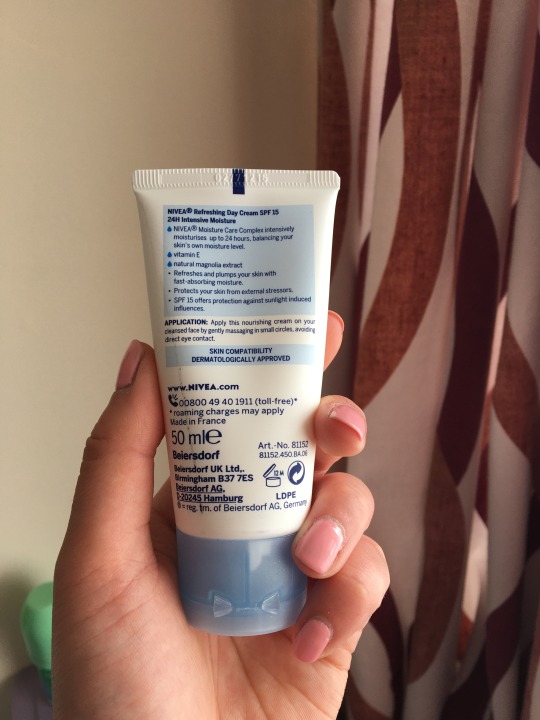 NIVEA® Refreshing Day Cream SPF 15
24H Intensive Moisture
NIVEA® Moisture Care Complex intensively
moisturises up to 24 hours, balancing your
skin's own moisture level.
vitamin E
natural magnolia extract
• Refreshes and plumps your skin with
fast-absorbing moisture.
• Protects your skin from external stressors.
• SPF 15 offers protection against sunlight induced
influences.
APPLICATION: Apply this nourishing cream on your
cleansed face by gently massaging in small circles, avoiding
direct eye contact.
SKIN COMPATIBILITY
DERMATOLOGICALLY APPROVED
www.NIVEA.com
00800 49 40 1911 (toll-free)*
* roaming charges may apply
Made in France
50 ml e
Beiersdorf
Beiersdorf UK Ltd.,
Birmingham B37 7ES
Beiersdorf AG,
D-20245 Hamburg
® = reg. tm. of Beiersdorf AG, Germany
Art.-No. 81152
81152.450.BA.06
12 M
LDPE